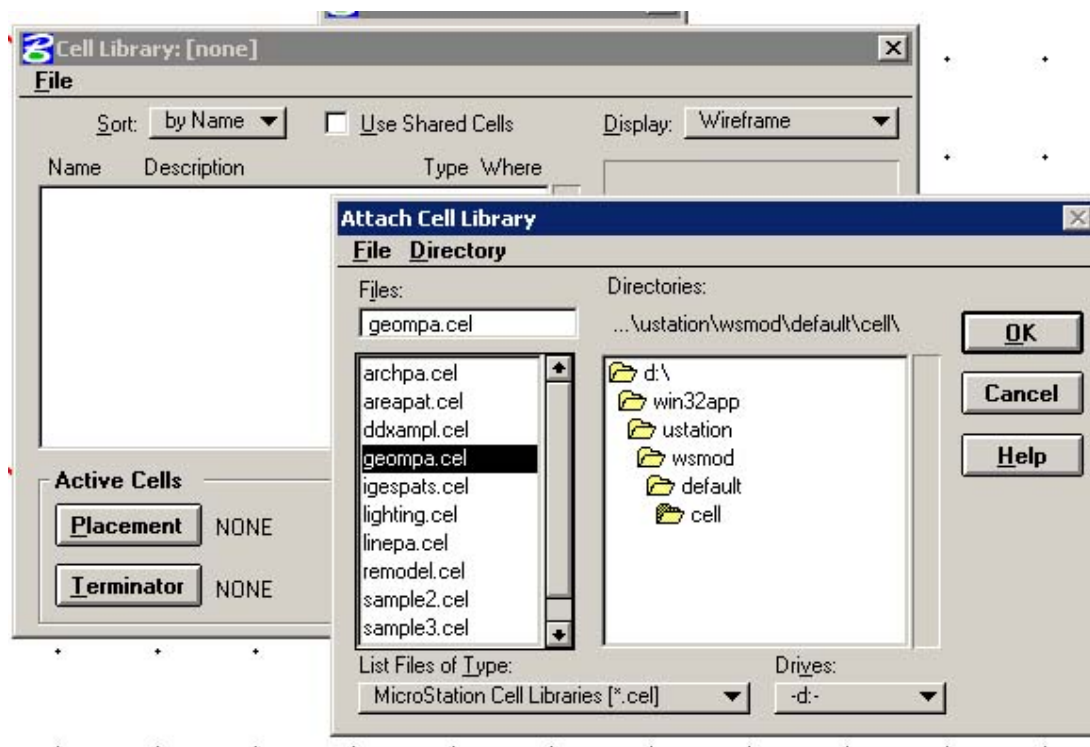 Cell Library: [none]
File
Sort: by Name Use Shared Cells Display: Wireframe
Name Description Type Where
Attach Cell Library
File Directory
Files:
geompa.cel
archpa.cel
areapat.cel
ddxampl.cel
geompa.cel
igespats.cel
lighting.cel
linepa.cel
remodel.cel
sample2.cel
sample3.cel
List Files of Type:
MicroStation Cell Libraries [*.cel]
Directories:
...\ustation\wsmod\default\cell\
d:\
win32app
ustation
wsmod
default
cell
Drives:
-d:-
OK
Cancel
Help
Active Cells
Placement NONE
Terminator NONE